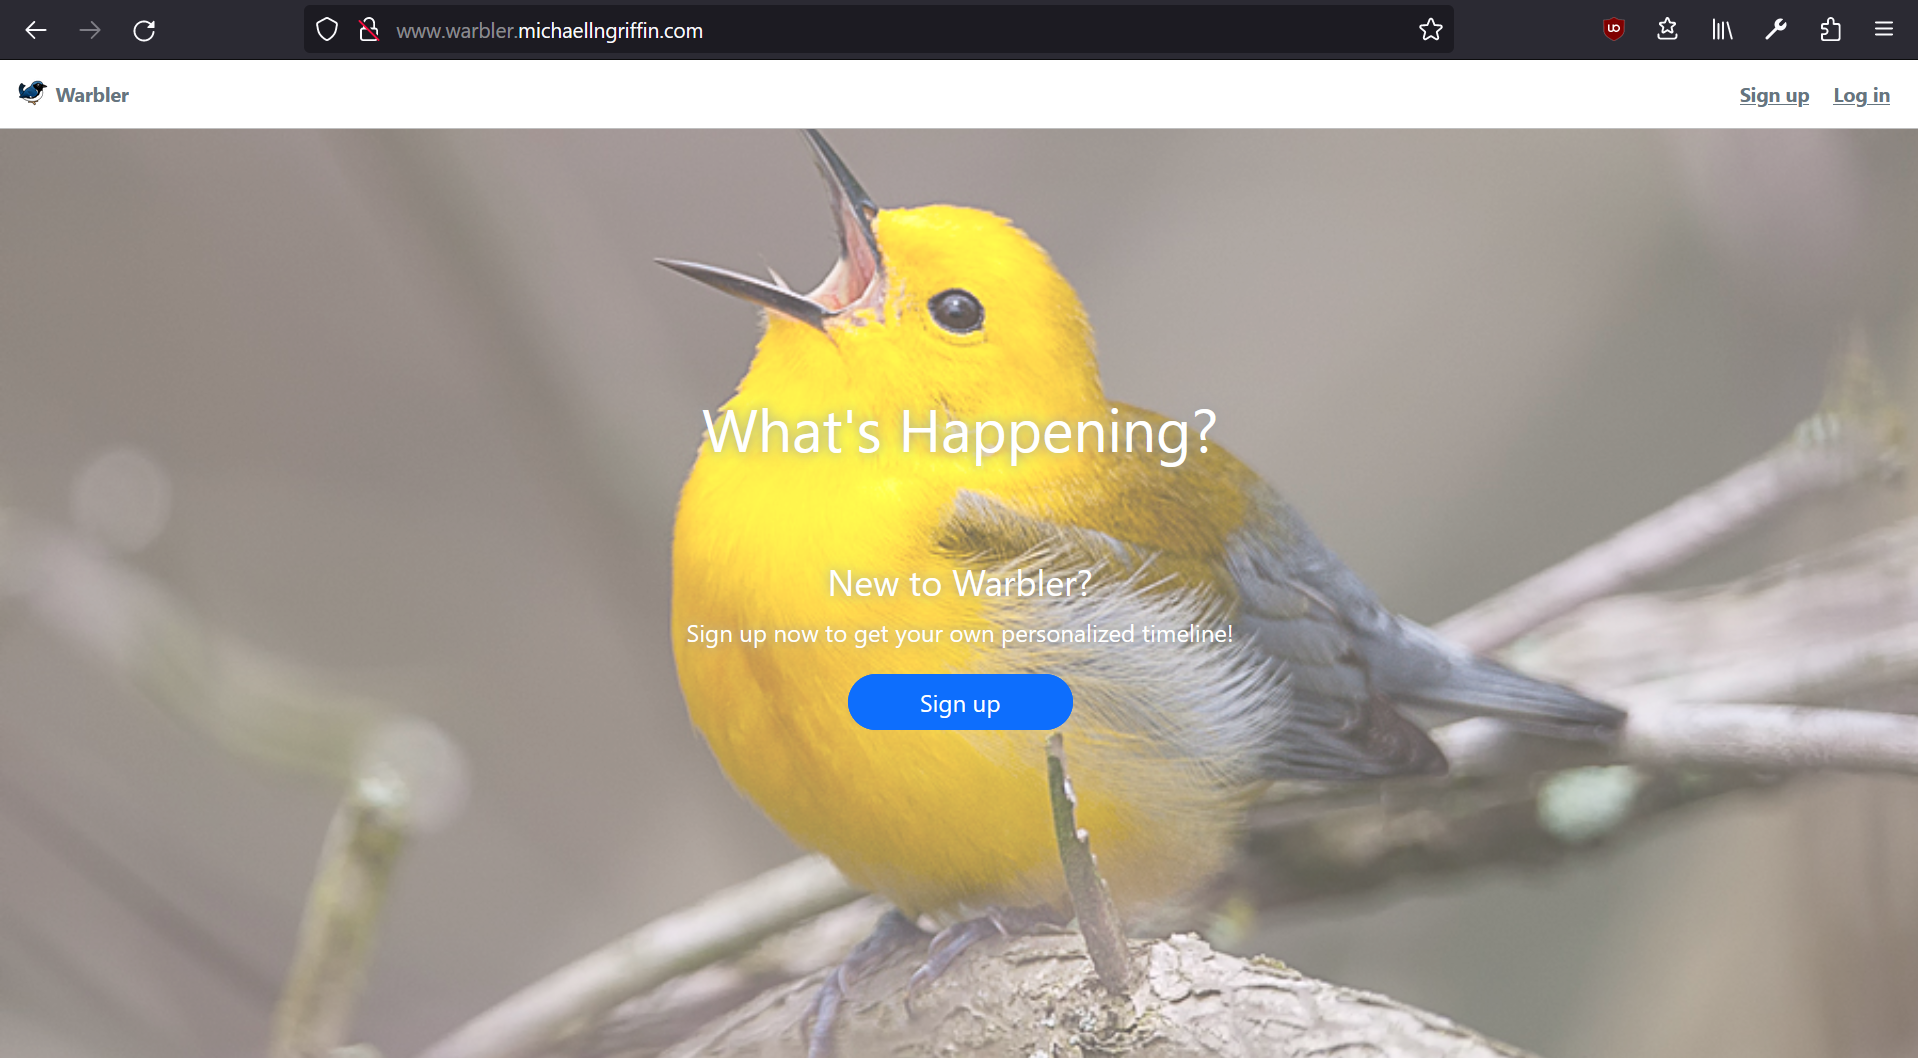 www.warbler.michaellngriffin.com
Warbler
Sign up
Log in
What's Happening?
New to Warbler?
Sign up now to get your own personalized timeline!
Sign up